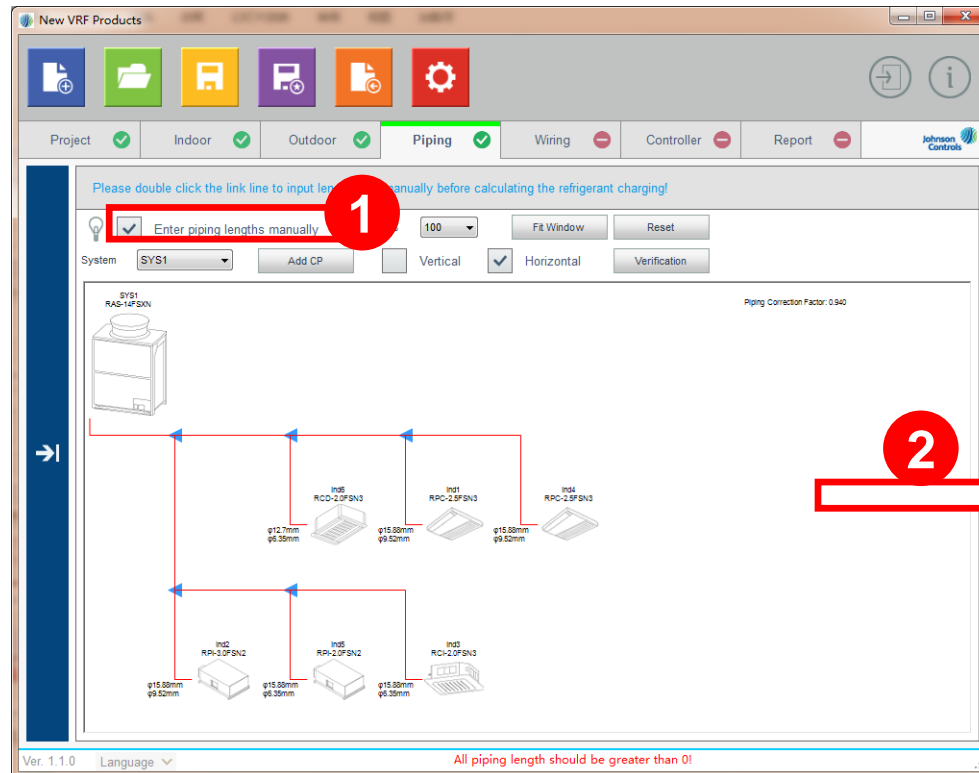 New VRF Products
Project
Indoor
Outdoor
Piping
Wiring
Controller
Report
Johnson
Controls
Please double click the link line to input len
anually before calculating the refrigerant charging!
Enter piping lengths manually
1
100
Fit Window
Reset
System
SYS1
Add CP
Vertical
Horizontal
Verification
SYS1
RAS-14FSXN
Piping Correction Factor: 0.940
2
Ind6
RCD-2.0FSN3
Ind1
RPC-2.5FSN3
Ind4
RPC-2.5FSN3
φ12.7mm
φ6.35mm
φ15.88mm
φ9.52mm
φ15.88mm
φ9.52mm
Ind2
RPI-3.0FSN2
Ind5
RPI-2.0FSN2
Ind3
RCI-2.0FSN3
φ15.88mm
φ9.52mm
φ15.88mm
φ6.35mm
φ15.88mm
φ6.35mm
Ver. 1.1.0
Language
All piping length should be greater than 0!